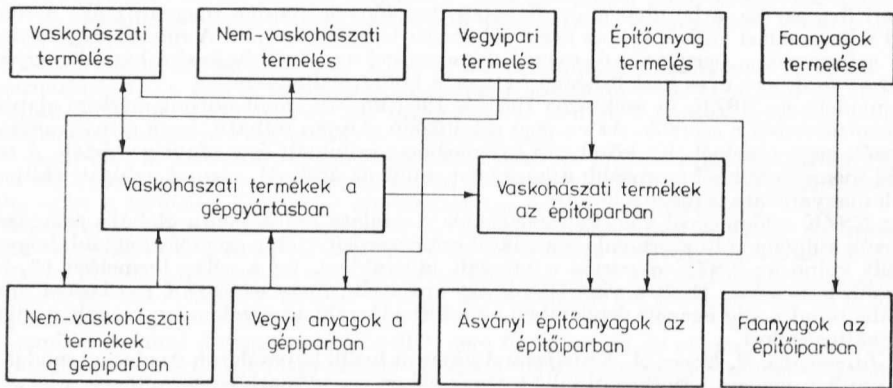 Vaskohászati
termelés
Nem-vaskohászati
termelés
Vegyipari
termelés
Építőanyag
termelés
Faanyagok
termelése
Vaskohászati termékek a
gépgyártásban
Vaskohászati termékek
az építőiparban
Nem-vaskohászati
termékek
a gépiparban
Vegyi anyagok a
gépiparban
Ásványi építőanyagok az
építőiparban
Faanyagok az
építőiparban